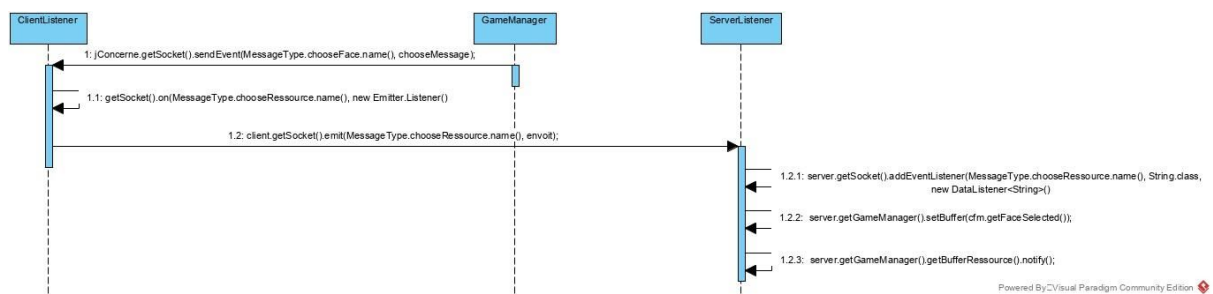 ClientListener
GameManager
ServerListener
1: jConcerne.getSocket().sendEvent(MessageType.chooseFace.name(), chooseMessage);
1.1: getSocket().on(MessageType.chooseRessource.name(), new Emitter.Listener()
1.2: client.getSocket().emit(MessageType.chooseRessource.name(), envoit);
1.2.1: server.getSocket().addEventListener(MessageType.chooseRessource.name(), String.class,
new DataListener<String>()
1.2.2: server.getGameManager().setBuffer(cfm.getFaceSelected());
1.2.3: server.getGameManager().getBufferRessource().notify();
Powered By Visual Paradigm Community Edition